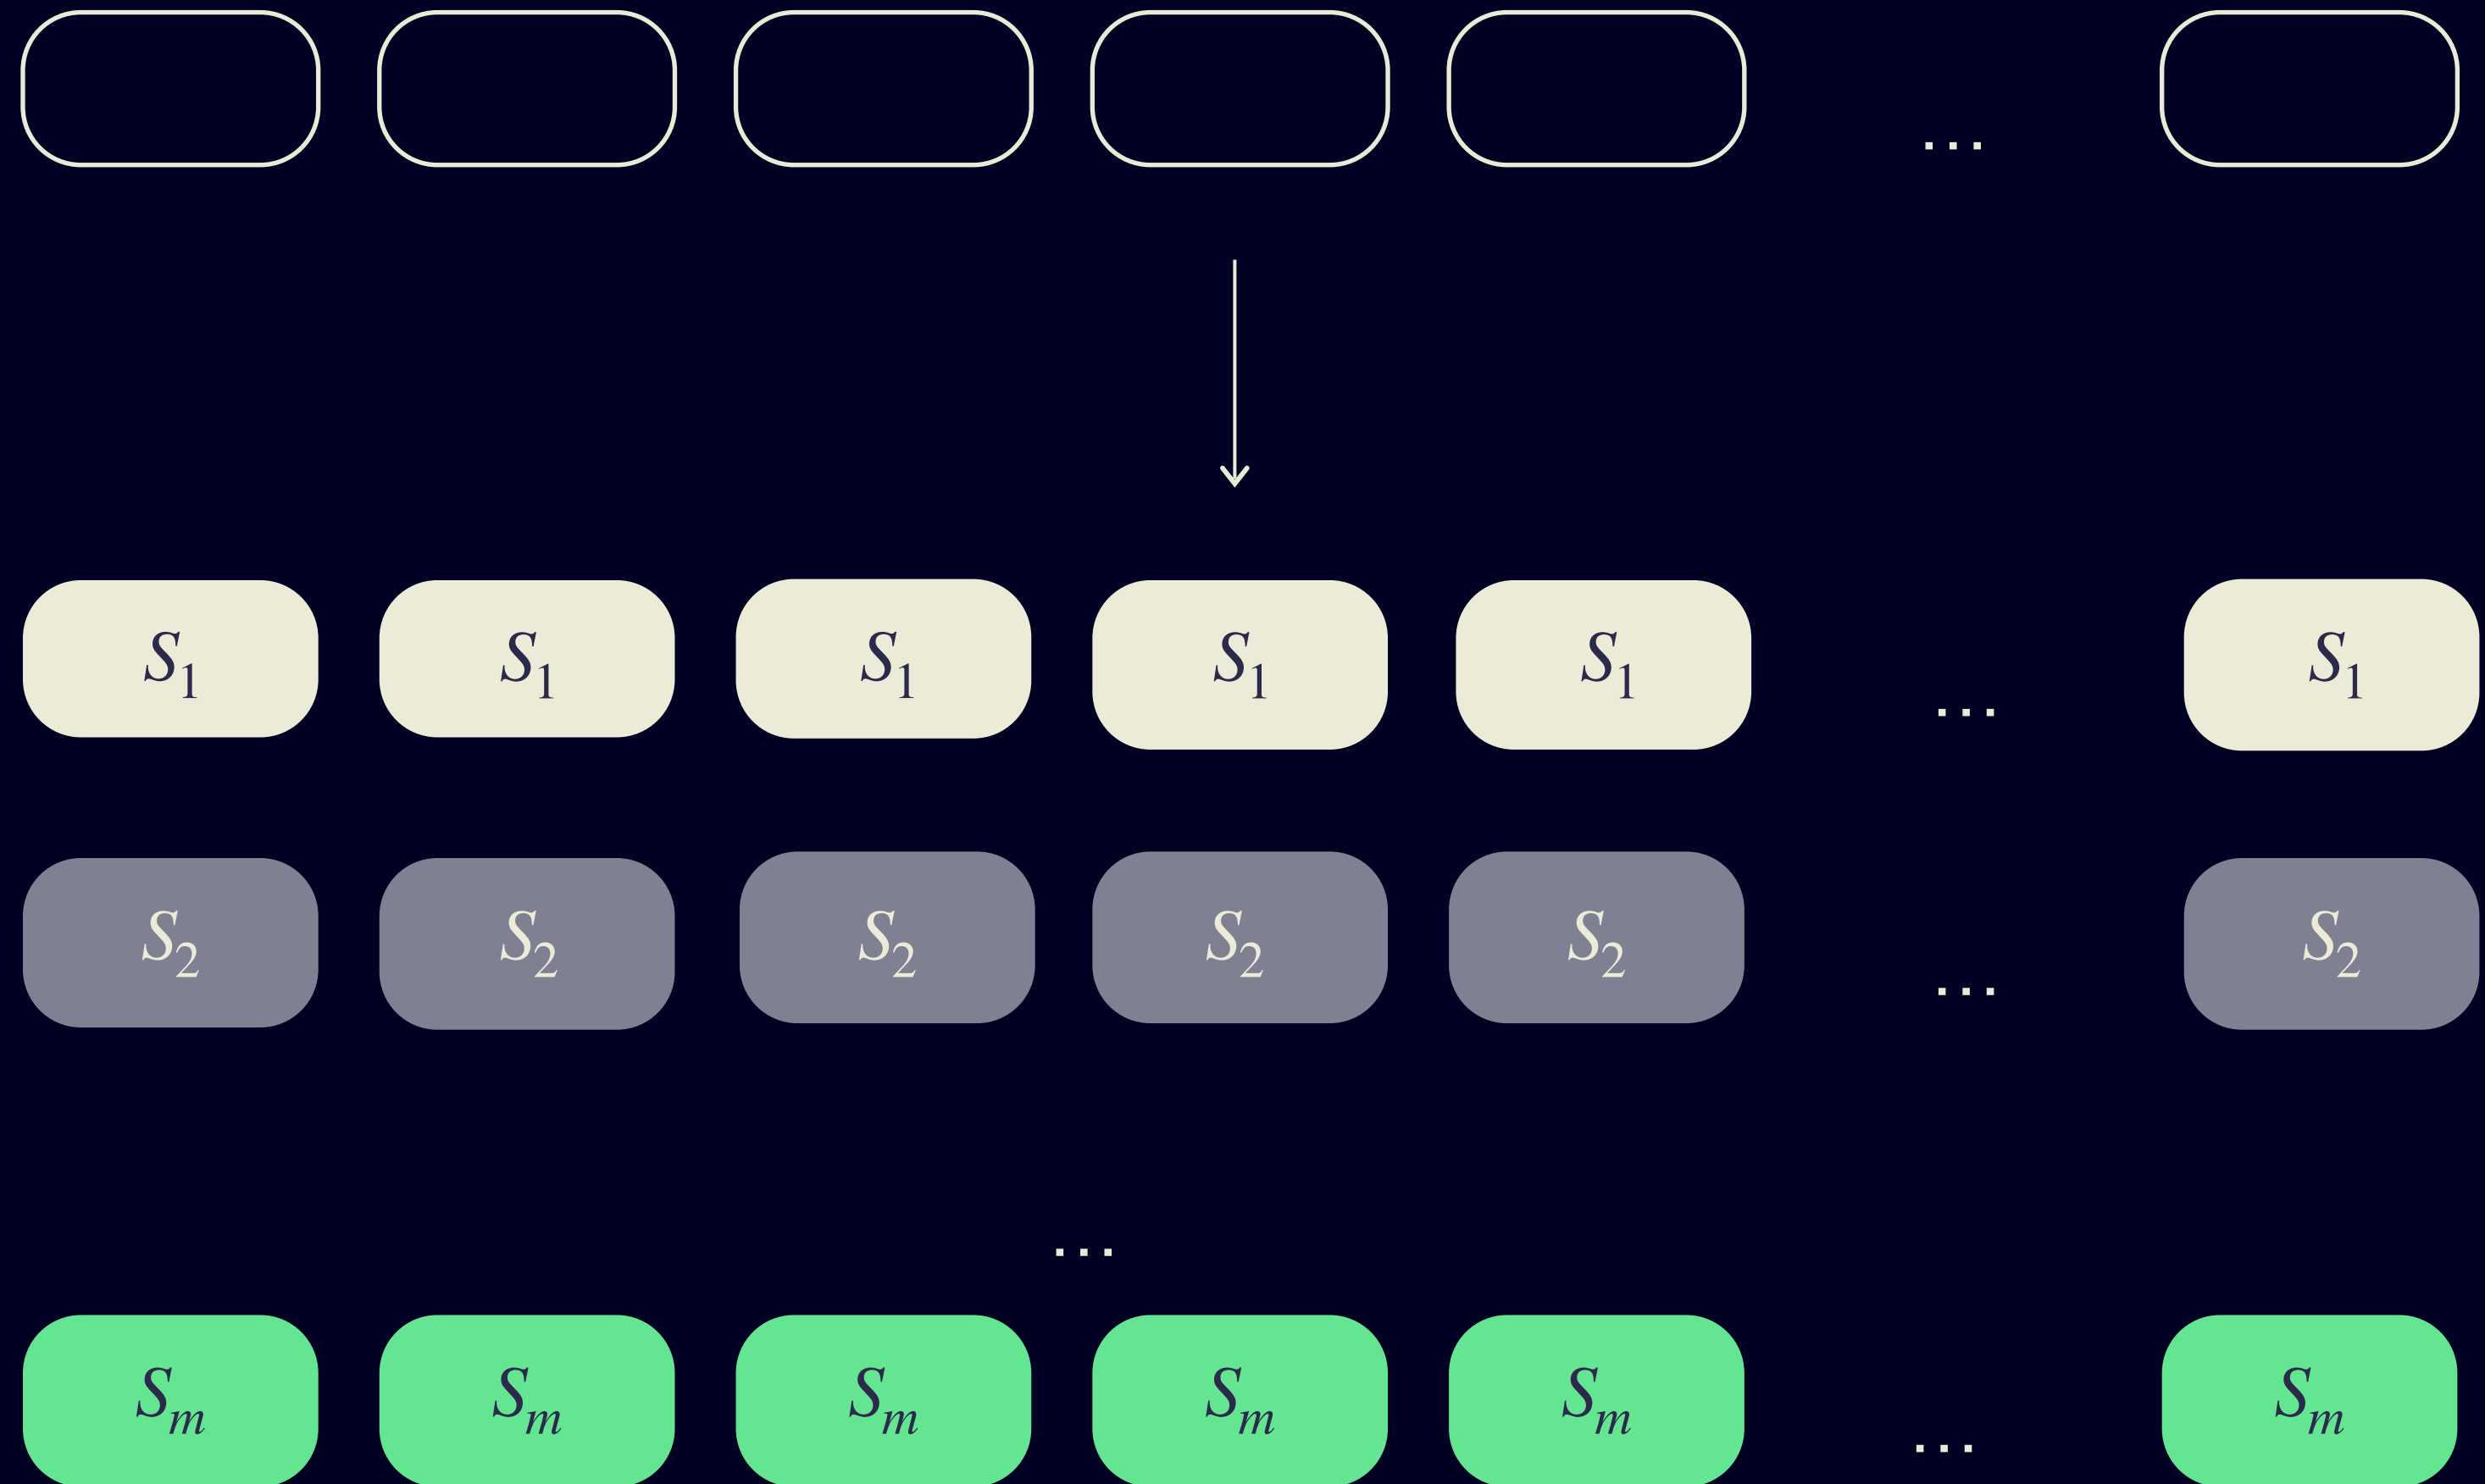 ...
S₁ S₁ S₁ S₁ S₁ ... S₁
S₂ S₂ S₂ S₂ S₂ ... S₂
...
Sₘ Sₘ Sₘ Sₘ Sₘ ... Sₘ